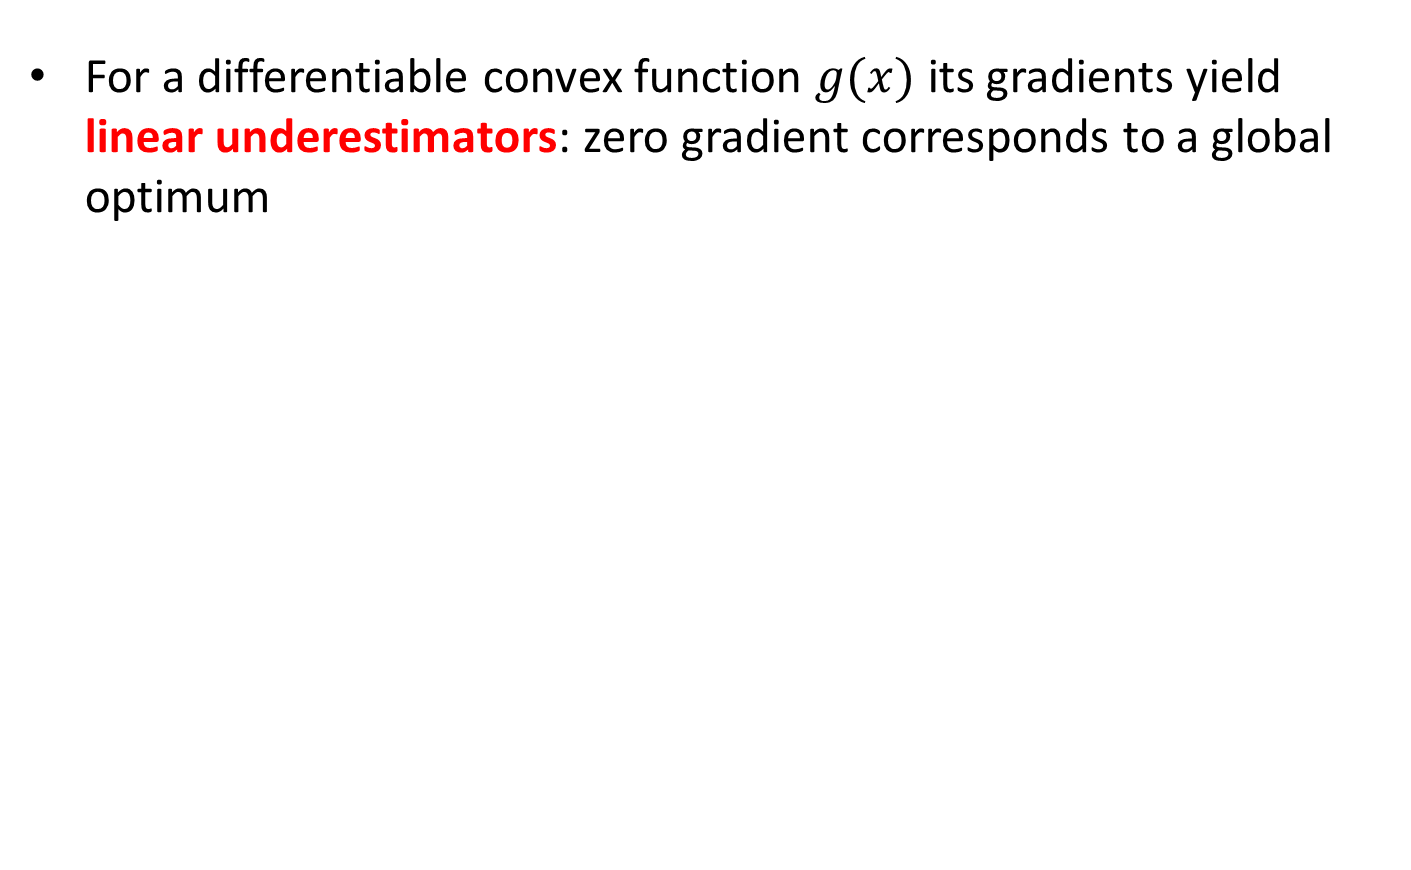 • For a differentiable convex function 𝑔(𝑥) its gradients yield
linear underestimators: zero gradient corresponds to a global
optimum